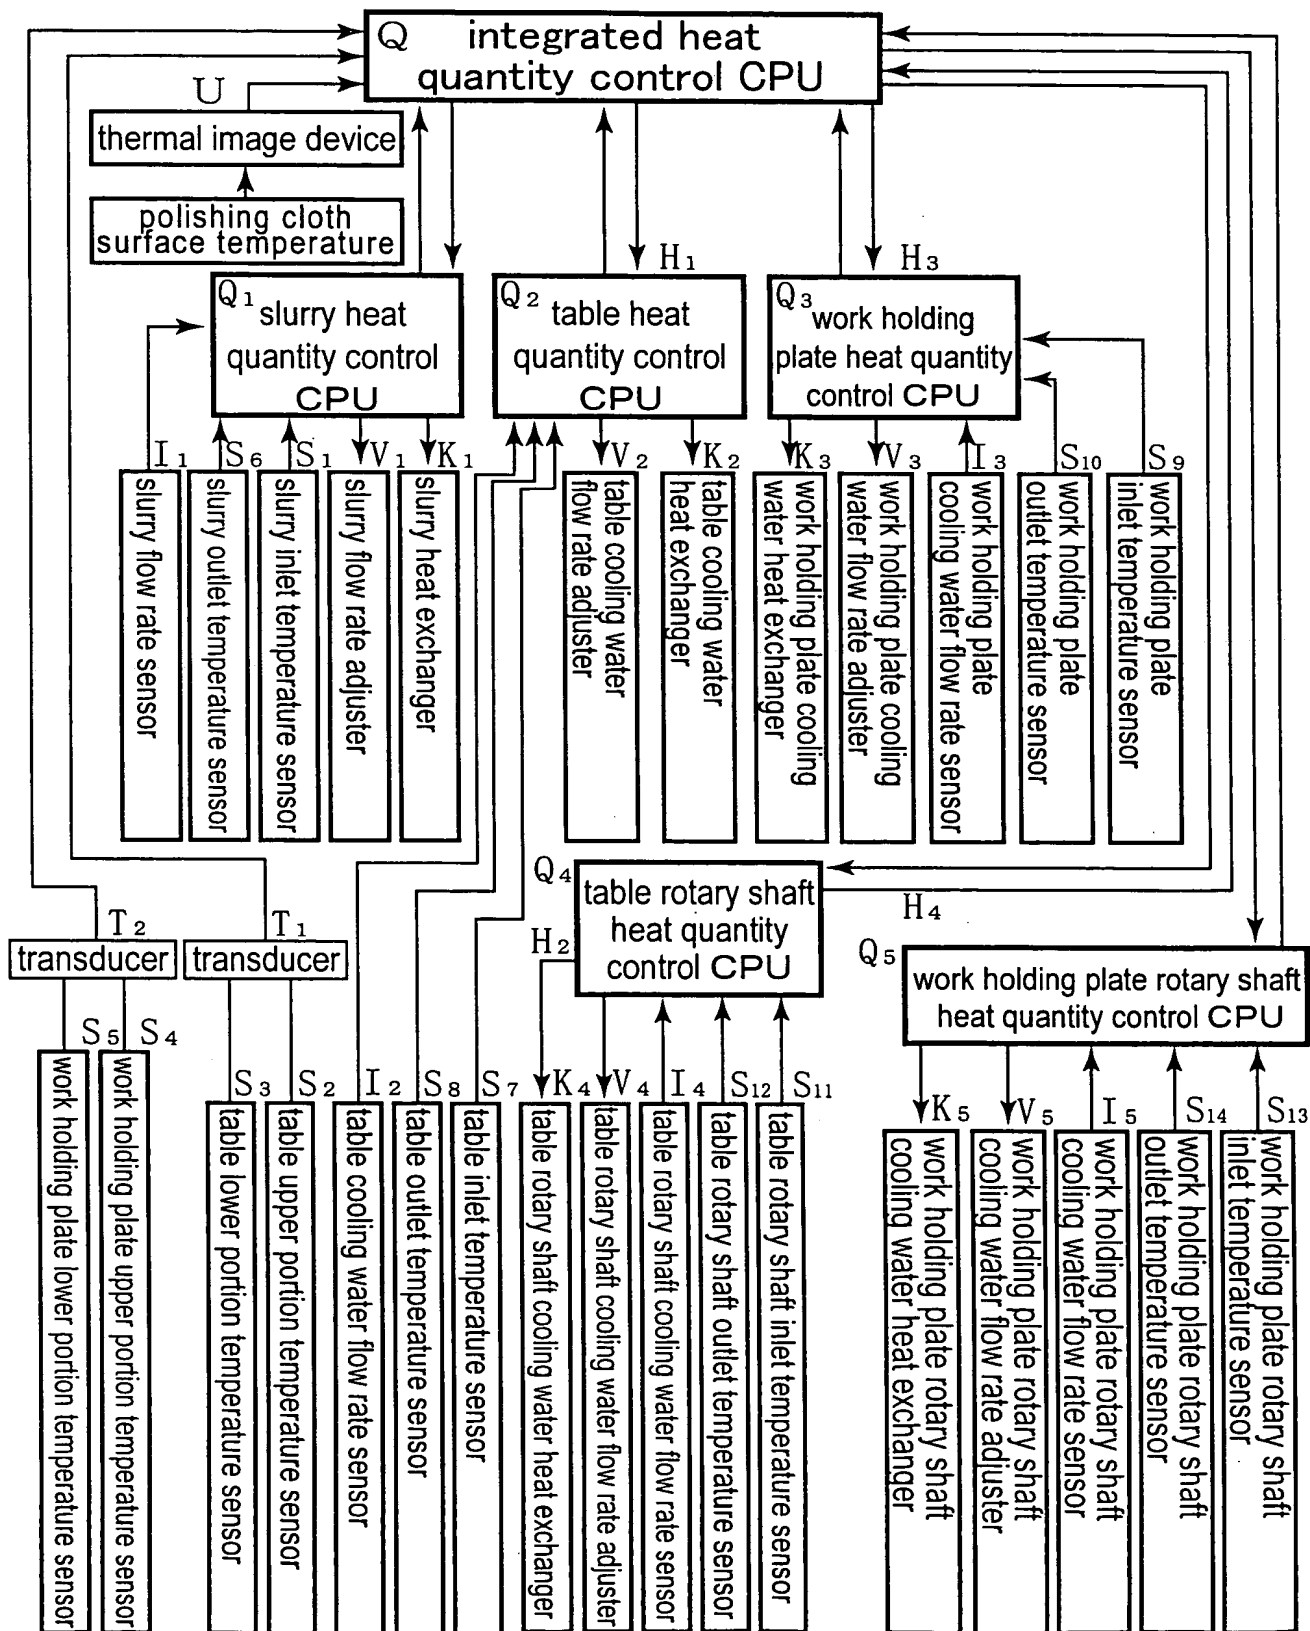 Q integrated heat
quantity control CPU
U
thermal image device
polishing cloth
surface temperature
H1
H3
Q1 slurry heat
quantity control
CPU
Q2 table heat
quantity control
CPU
Q3 work holding
plate heat quantity
control CPU
I1
slurry flow rate sensor
S6
slurry outlet temperature sensor
S1
slurry inlet temperature sensor
V1
slurry flow rate adjuster
K1
slurry heat exchanger
V2
table cooling water
flow rate adjuster
K2
table cooling water
heat exchanger
K3
work holding plate cooling
water heat exchanger
V3
work holding plate cooling
water flow rate adjuster
I3
work holding plate
cooling water flow rate sensor
S10
work holding plate
outlet temperature sensor
S9
work holding plate
inlet temperature sensor
Q4
table rotary shaft
heat quantity
control CPU
H2
H4
T2
transducer
T1
transducer
Q5
work holding plate rotary shaft
heat quantity control CPU
S5
work holding plate lower portion temperature sensor
S4
work holding plate upper portion temperature sensor
S3
table lower portion temperature sensor
S2
table upper portion temperature sensor
I2
table cooling water flow rate sensor
S8
table outlet temperature sensor
S7
table inlet temperature sensor
K4
table rotary shaft cooling water heat exchanger
V4
table rotary shaft cooling water flow rate adjuster
I4
table rotary shaft cooling water flow rate sensor
S12
table rotary shaft outlet temperature sensor
S11
table rotary shaft inlet temperature sensor
K5
work holding plate rotary shaft
cooling water heat exchanger
V5
work holding plate rotary shaft
cooling water flow rate adjuster
I5
work holding plate rotary shaft
cooling water flow rate sensor
S14
work holding plate rotary shaft
outlet temperature sensor
S13
work holding plate rotary shaft
inlet temperature sensor